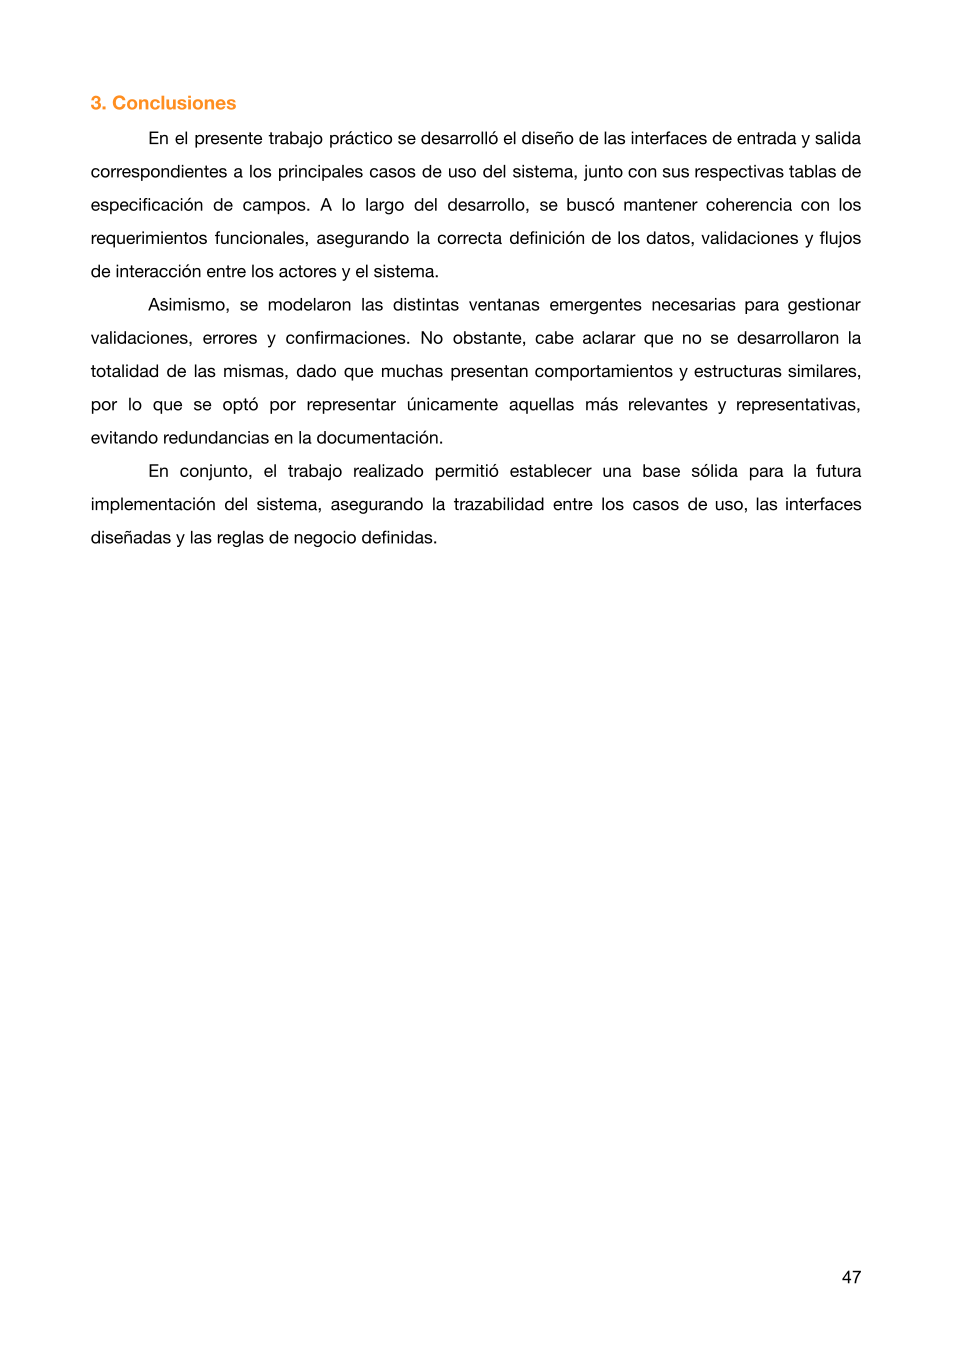 3. Conclusiones
En el presente trabajo práctico se desarrolló el diseño de las interfaces de entrada y salida
correspondientes a los principales casos de uso del sistema, junto con sus respectivas tablas de
especificación de campos. A lo largo del desarrollo, se buscó mantener coherencia con los
requerimientos funcionales, asegurando la correcta definición de los datos, validaciones y flujos
de interacción entre los actores y el sistema.
Asimismo, se modelaron las distintas ventanas emergentes necesarias para gestionar
validaciones, errores y confirmaciones. No obstante, cabe aclarar que no se desarrollaron la
totalidad de las mismas, dado que muchas presentan comportamientos y estructuras similares,
por lo que se optó por representar únicamente aquellas más relevantes y representativas,
evitando redundancias en la documentación.
En conjunto, el trabajo realizado permitió establecer una base sólida para la futura
implementación del sistema, asegurando la trazabilidad entre los casos de uso, las interfaces
diseñadas y las reglas de negocio definidas.
47